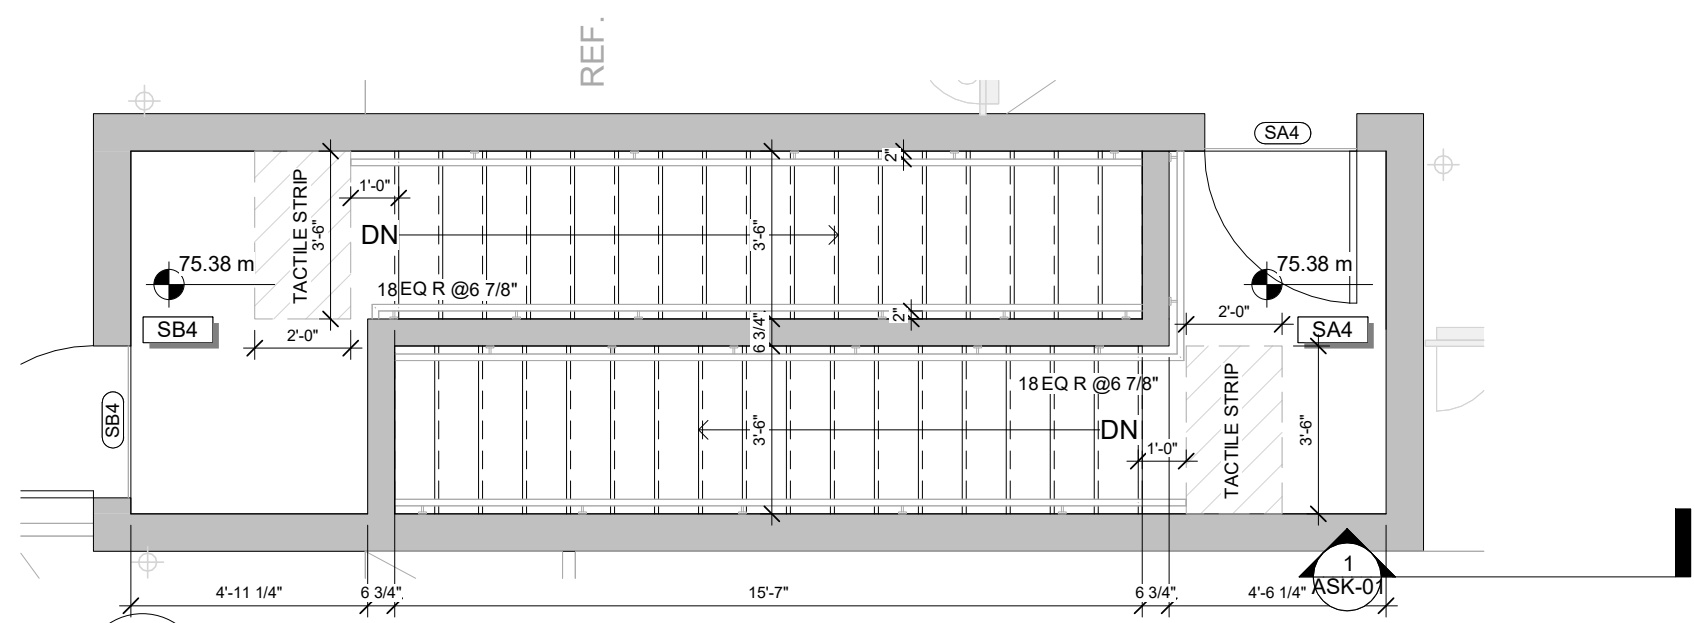 REF.
SA4
2"
1'-0"
TACTILE STRIP
3'-6"
DN
3'-6"
75.38 m
75.38 m
18 EQ R @6 7/8"
2"
2'-0"
SB4
2'-0"
6 3/4"
SA4
18 EQ R @6 7/8"
SB4
3'-6"
DN
1'-0"
TACTILE STRIP
3'-6"
1
ASK-01
4'-11 1/4"
6 3/4"
15'-7"
6 3/4"
4'-6 1/4"